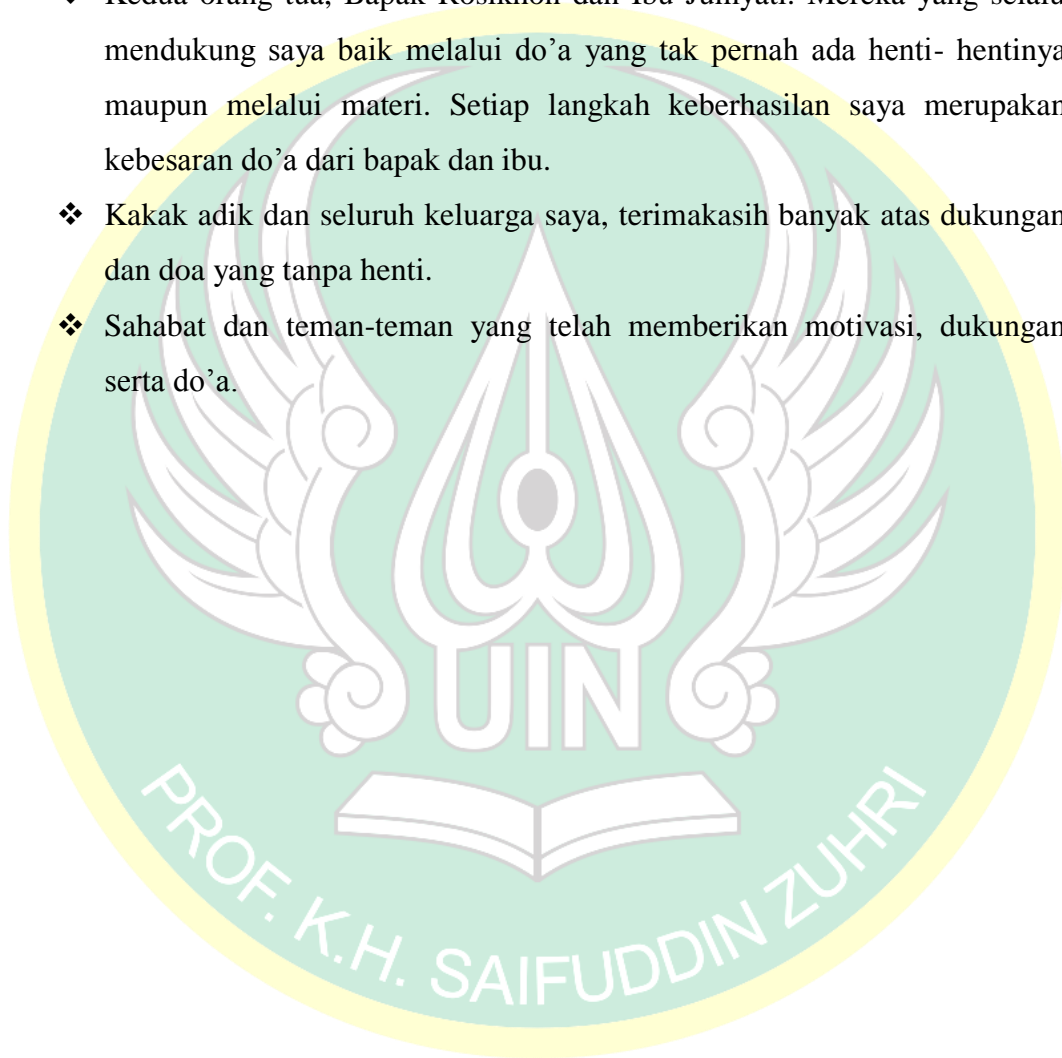 ❖ Kedua orang tua, Bapak Rosikhon dan Ibu Juniyati. Mereka yang selalu
mendukung saya baik melalui do’a yang tak pernah ada henti- hentinya
maupun melalui materi. Setiap langkah keberhasilan saya merupakan
kebesaran do’a dari bapak dan ibu.
❖ Kakak adik dan seluruh keluarga saya, terimakasih banyak atas dukungan
dan doa yang tanpa henti.
❖ Sahabat dan teman-teman yang telah memberikan motivasi, dukungan
serta do’a.
UIN
PROF. K.H. SAIFUDDIN ZUHRI